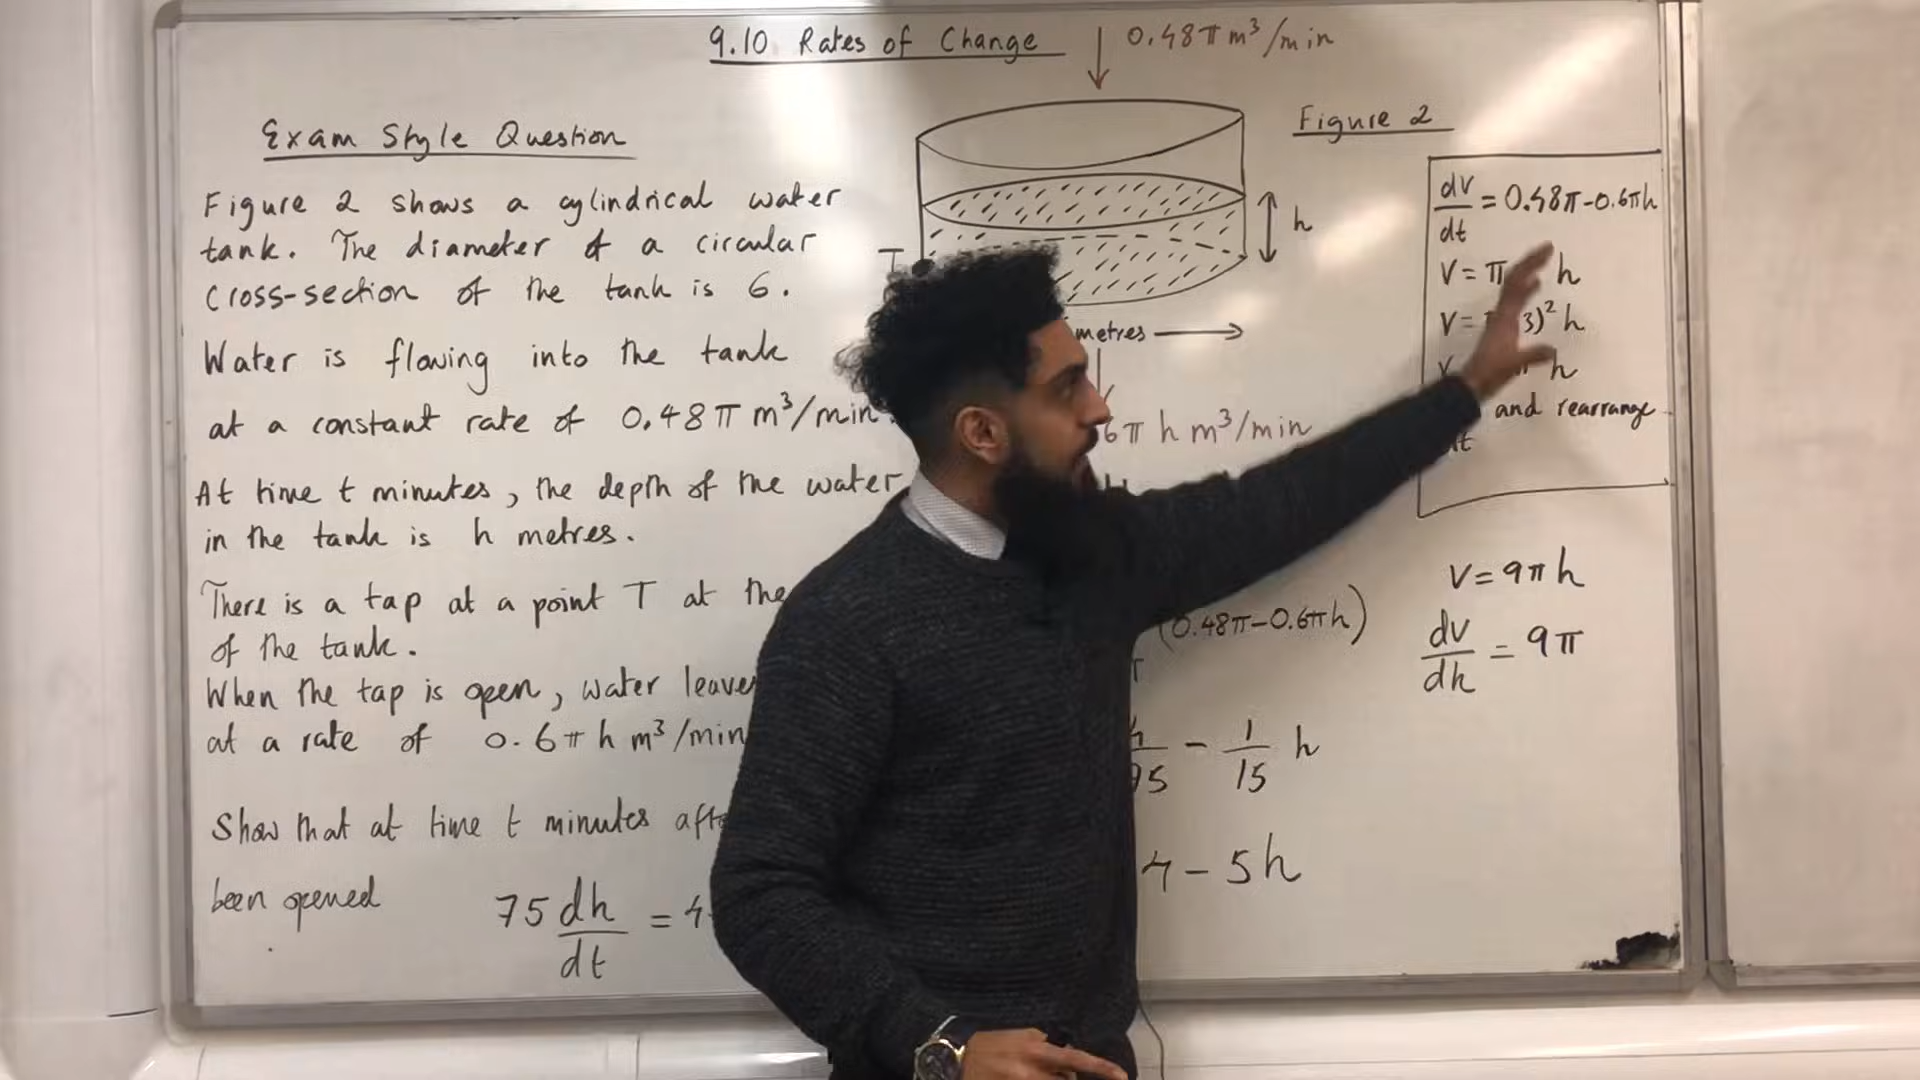 9.10 Rates of Change
0.48π m³/min
Exam Style Question
Figure 2
Figure 2 shows a cylindrical water
tank. The diameter of a circular
cross-section of the tank is 6.
Water is flowing into the tank
at a constant rate of 0.48π m³/min.
At time t minutes, the depth of the water
in the tank is h metres.
There is a tap at a point T at the
of the tank.
When the tap is open, water leaves
at a rate of 0.6π h m³/min
Show that at time t minutes
been opened
75 dh/dt = 4
h
T
metres
6π h m³/min
dv/dt = 0.48π-0.6πh
V = π h
V = 3)² h
h
and rearrange
(0.48π-0.6πh)
- 1/15 h
4 - 5h
V = 9πh
dv/dh = 9π